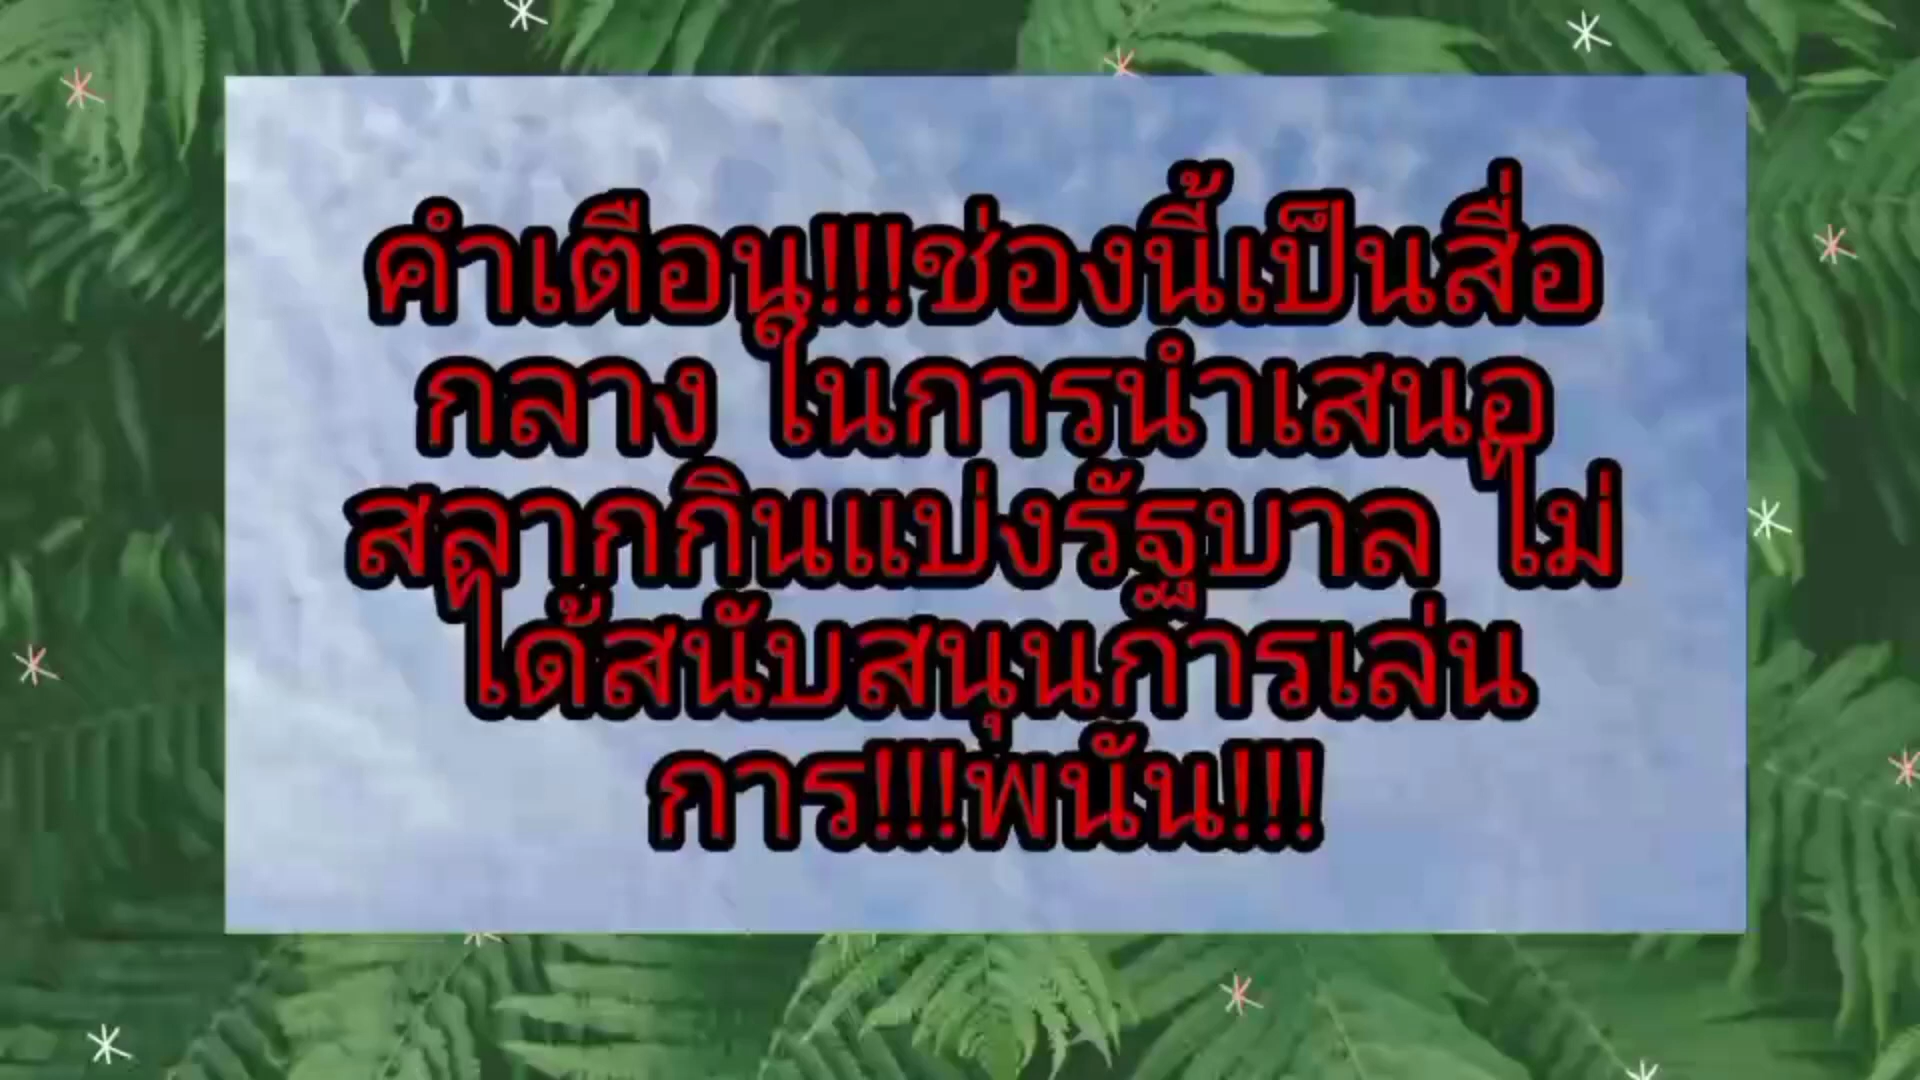 คำเตือน!!!ช่องนี้เป็นสื่อ
กลาง ในการนำเสนอ
สลากกินแบ่งรัฐบาล ไม่
ได้สนับสนุนการเล่น
การ!!!พนัน!!!